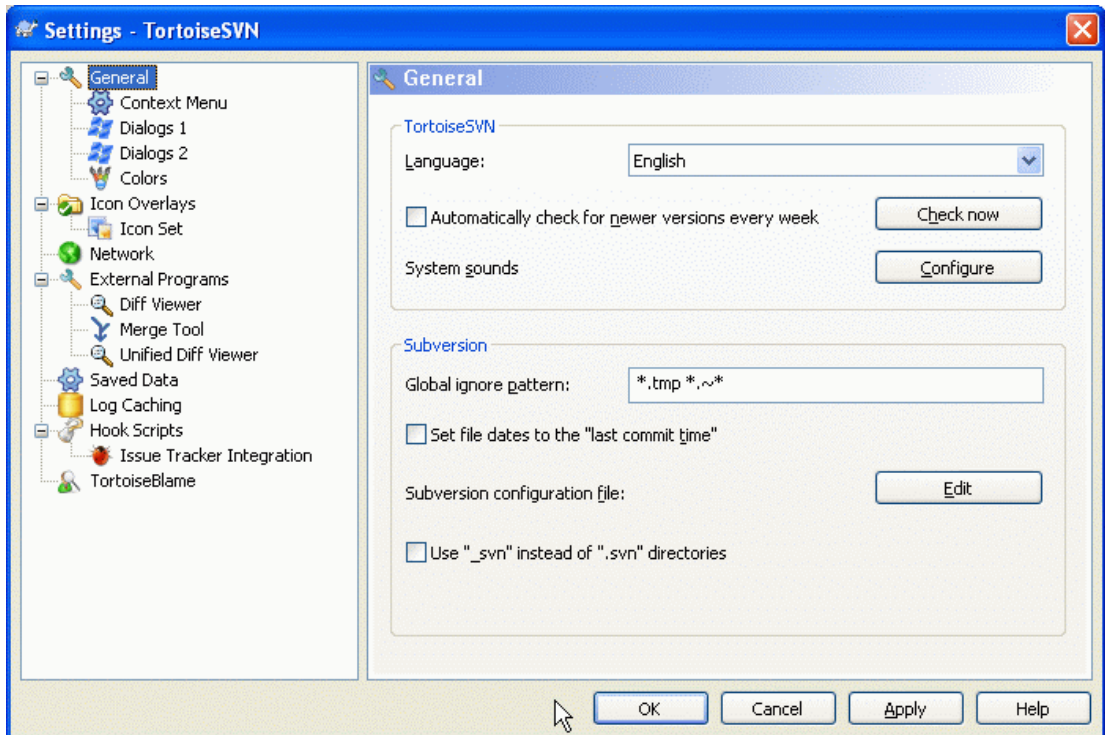 Settings - TortoiseSVN
General
Context Menu
Dialogs 1
Dialogs 2
Colors
Icon Overlays
Icon Set
Network
External Programs
Diff Viewer
Merge Tool
Unified Diff Viewer
Saved Data
Log Caching
Hook Scripts
Issue Tracker Integration
TortoiseBlame
General
TortoiseSVN
Language: English
Automatically check for newer versions every week Check now
System sounds Configure
Subversion
Global ignore pattern: *.tmp *.~*
Set file dates to the "last commit time"
Subversion configuration file: Edit
Use "_svn" instead of ".svn" directories
OK Cancel Apply Help